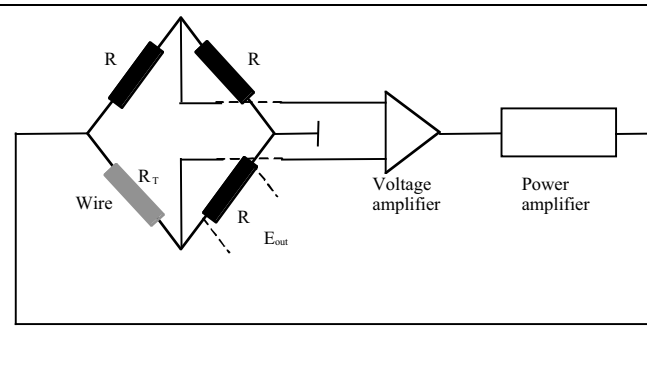 R
R
R_T
Wire
R
E_out
Voltage
amplifier
Power
amplifier